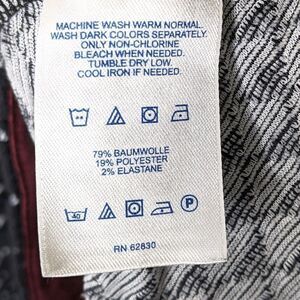 MACHINE WASH WARM NORMAL.
WASH DARK COLORS SEPARATELY.
ONLY NON-CHLORINE
BLEACH WHEN NEEDED.
TUMBLE DRY LOW.
COOL IRON IF NEEDED.
79% BAUMWOLLE
19% POLYESTER
2% ELASTANE
40 P
RN 62830